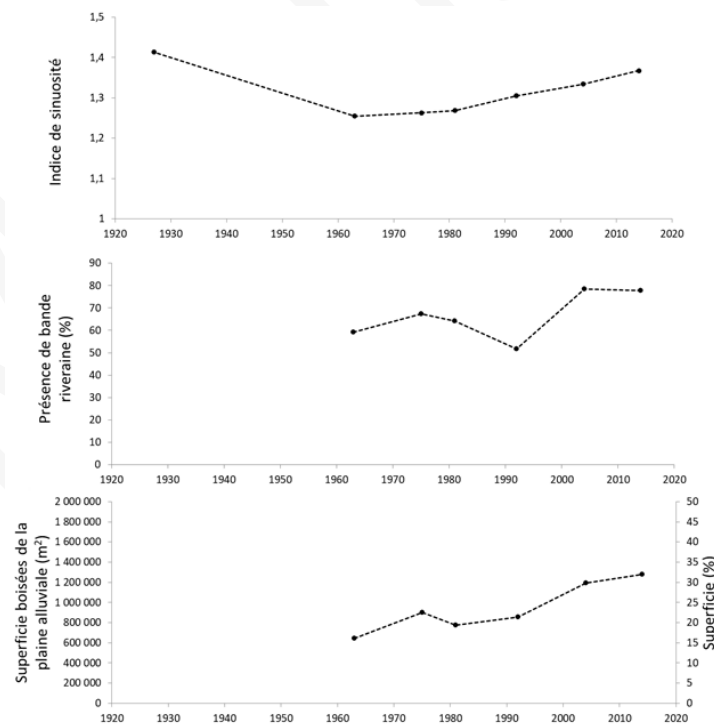 Indice de sinuosité
1,5
1,4
1,3
1,2
1,1
1
1920 1930 1940 1950 1960 1970 1980 1990 2000 2010 2020
Présence de bande
riveraine (%)
90
80
70
60
50
40
30
20
10
0
1920 1930 1940 1950 1960 1970 1980 1990 2000 2010 2020
Superficie boisées de la
plaine alluviale (m²)
2 000 000
1 800 000
1 600 000
1 400 000
1 200 000
1 000 000
800 000
600 000
400 000
200 000
0
50
45
40
35
30
25
20
15
10
5
0
Superficie (%)
1920 1930 1940 1950 1960 1970 1980 1990 2000 2010 2020